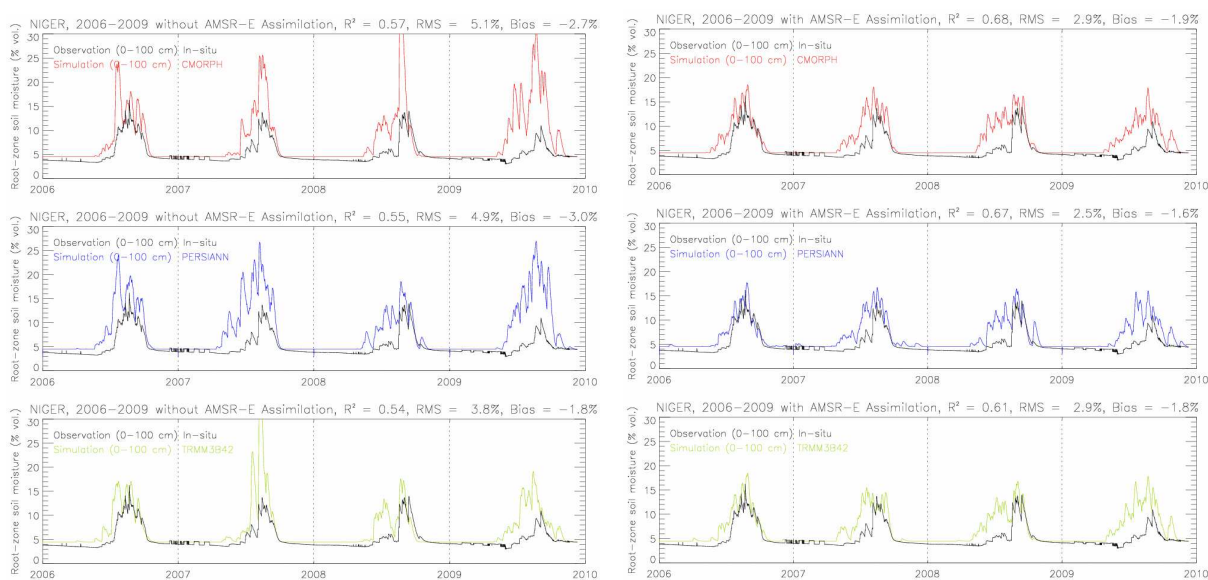 NIGER, 2006-2009 without AMSR-E Assimilation, R² = 0.57, RMS = 5.1%, Bias = -2.7%
Root-zone soil moisture (% vol.)
30
25
20
15
10
5
0
Observation (0-100 cm) In-situ
Simulation (0-100 cm) CMORPH
2006 2007 2008 2009 2010
NIGER, 2006-2009 with AMSR-E Assimilation, R² = 0.68, RMS = 2.9%, Bias = -1.9%
Root-zone soil moisture (% vol.)
30
25
20
15
10
5
0
Observation (0-100 cm) In-situ
Simulation (0-100 cm) CMORPH
2006 2007 2008 2009 2010
NIGER, 2006-2009 without AMSR-E Assimilation, R² = 0.55, RMS = 4.9%, Bias = -3.0%
Root-zone soil moisture (% vol.)
30
25
20
15
10
5
0
Observation (0-100 cm) In-situ
Simulation (0-100 cm) PERSIANN
2006 2007 2008 2009 2010
NIGER, 2006-2009 with AMSR-E Assimilation, R² = 0.67, RMS = 2.5%, Bias = -1.6%
Root-zone soil moisture (% vol.)
30
25
20
15
10
5
0
Observation (0-100 cm) In-situ
Simulation (0-100 cm) PERSIANN
2006 2007 2008 2009 2010
NIGER, 2006-2009 without AMSR-E Assimilation, R² = 0.54, RMS = 3.8%, Bias = -1.8%
Root-zone soil moisture (% vol.)
30
25
20
15
10
5
0
Observation (0-100 cm) In-situ
Simulation (0-100 cm) TRMM3B42
2006 2007 2008 2009 2010
NIGER, 2006-2009 with AMSR-E Assimilation, R² = 0.61, RMS = 2.9%, Bias = -1.8%
Root-zone soil moisture (% vol.)
30
25
20
15
10
5
0
Observation (0-100 cm) In-situ
Simulation (0-100 cm) TRMM3B42
2006 2007 2008 2009 2010